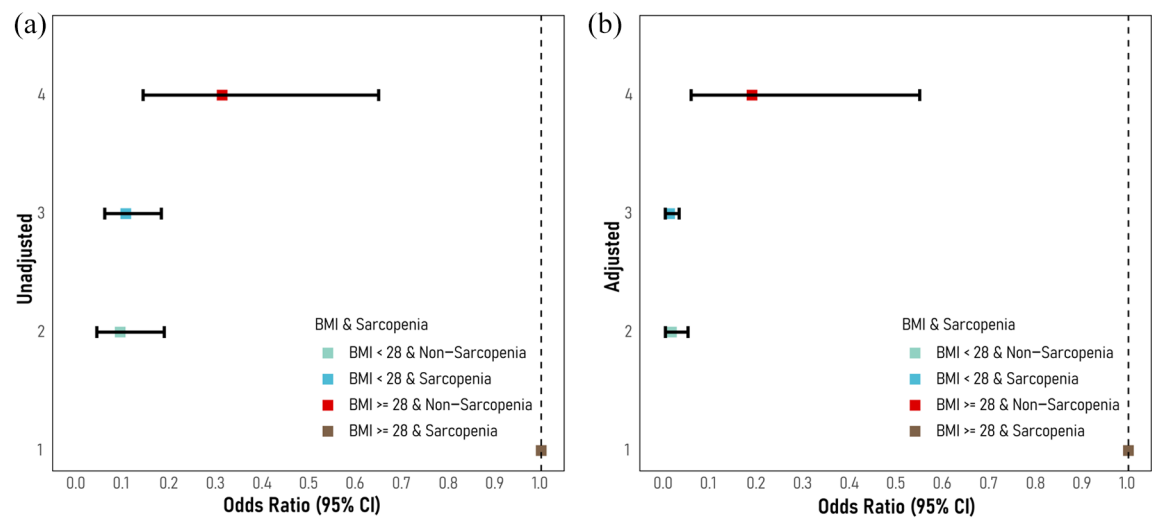 (a)
Unadjusted
4
3
2
1
BMI & Sarcopenia
BMI < 28 & Non–Sarcopenia
BMI < 28 & Sarcopenia
BMI >= 28 & Non–Sarcopenia
BMI >= 28 & Sarcopenia
0.0 0.1 0.2 0.3 0.4 0.5 0.6 0.7 0.8 0.9 1.0
Odds Ratio (95% CI)
(b)
Adjusted
4
3
2
1
BMI & Sarcopenia
BMI < 28 & Non–Sarcopenia
BMI < 28 & Sarcopenia
BMI >= 28 & Non–Sarcopenia
BMI >= 28 & Sarcopenia
0.0 0.1 0.2 0.3 0.4 0.5 0.6 0.7 0.8 0.9 1.0
Odds Ratio (95% CI)